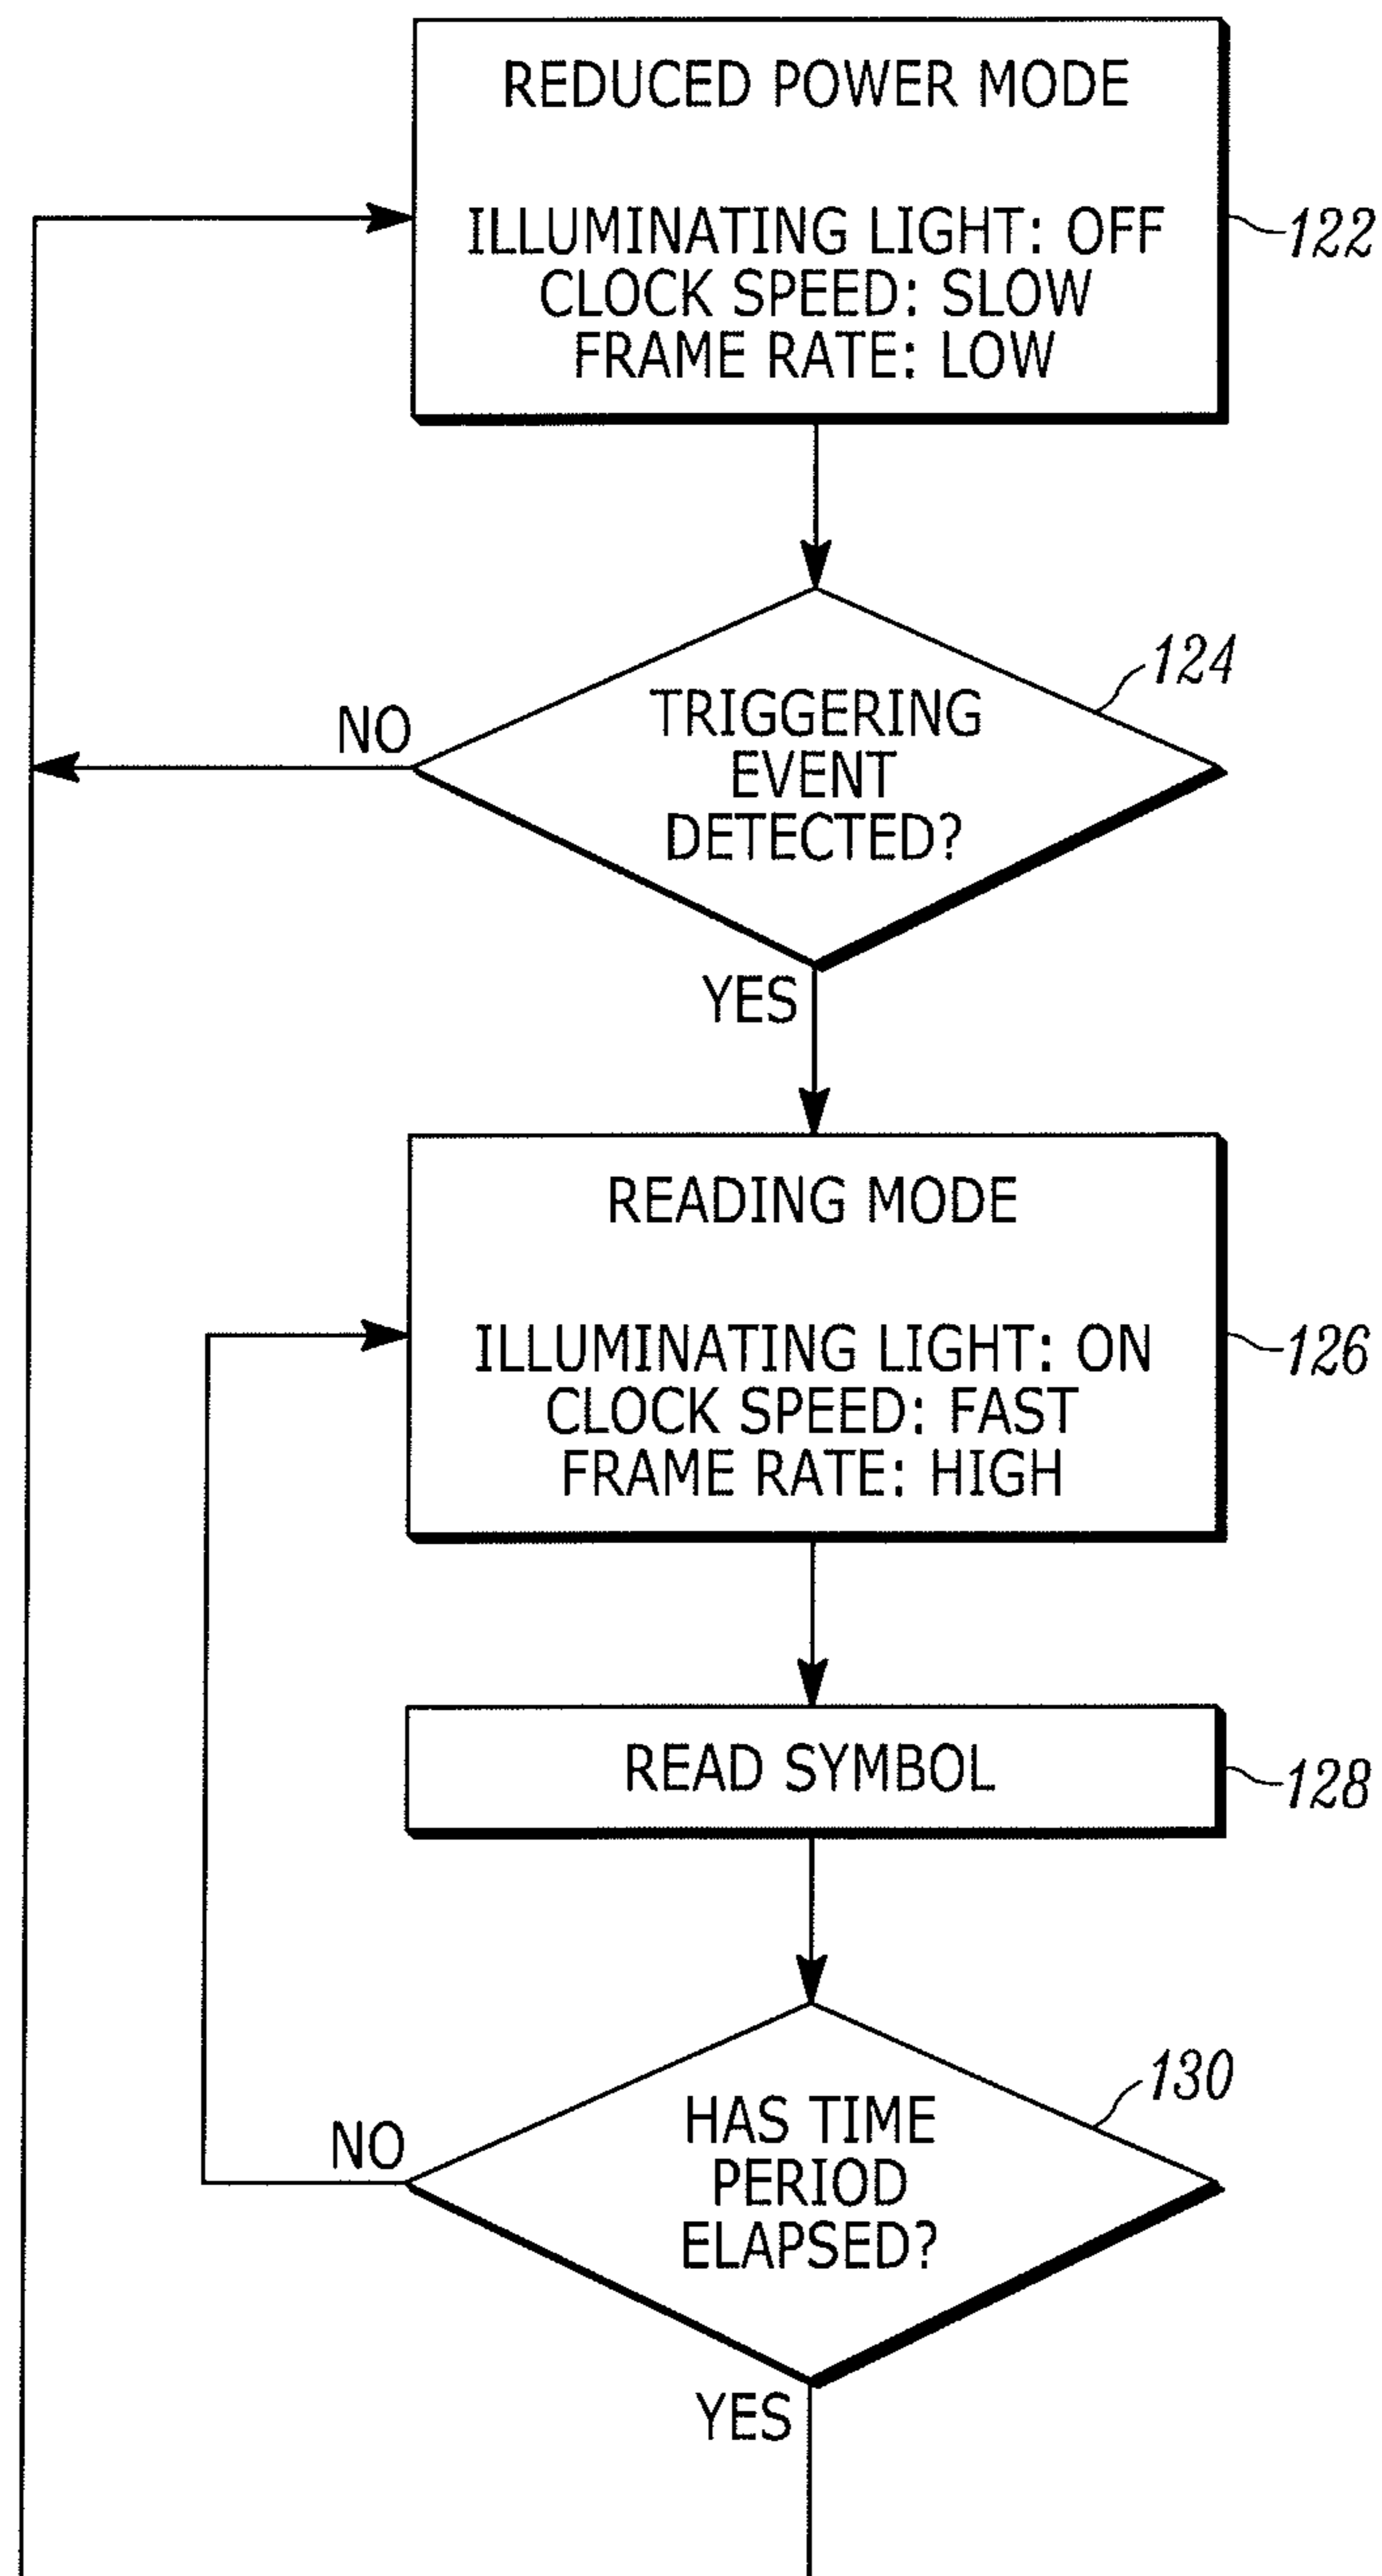 REDUCED POWER MODE
ILLUMINATING LIGHT: OFF
CLOCK SPEED: SLOW
FRAME RATE: LOW
122
124
NO
TRIGGERING
EVENT
DETECTED?
YES
READING MODE
ILLUMINATING LIGHT: ON
CLOCK SPEED: FAST
FRAME RATE: HIGH
126
READ SYMBOL
128
130
NO
HAS TIME
PERIOD
ELAPSED?
YES